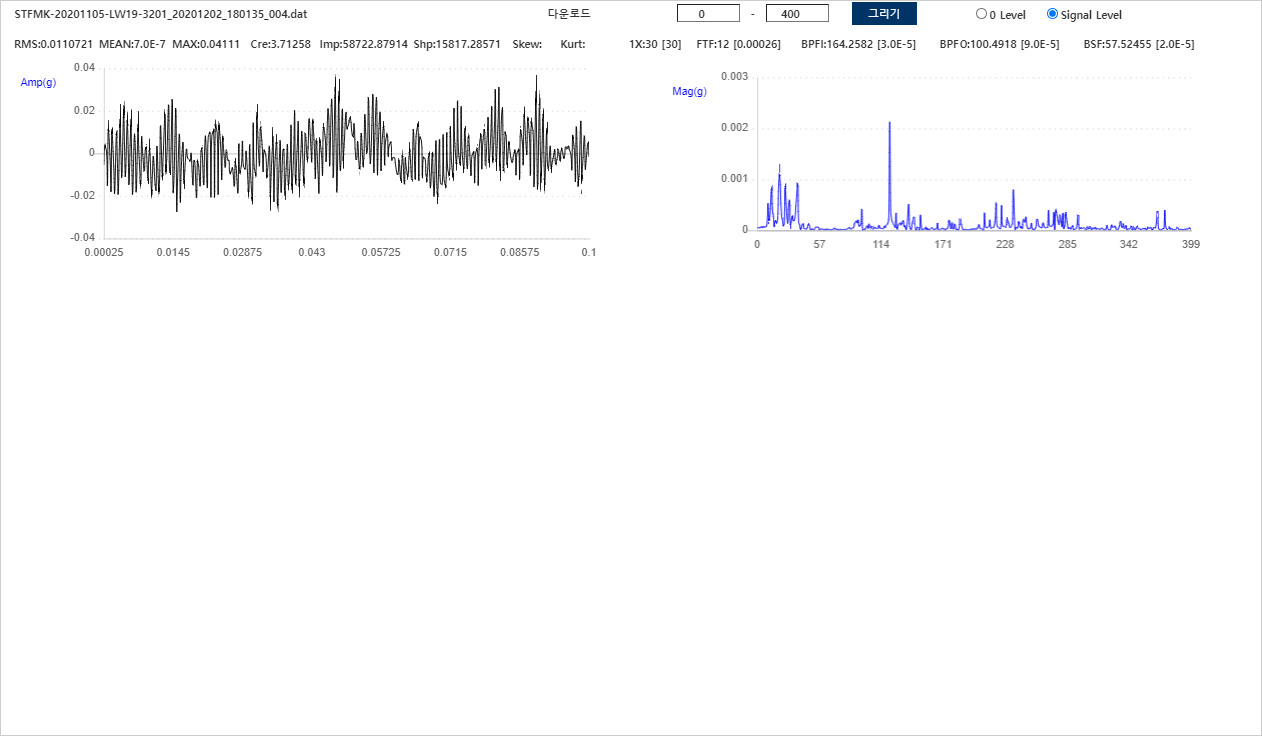 STFMK-20201105-LW19-3201_20201202_180135_004.dat 다운로드 0 - 400 그리기 0 Level Signal Level
RMS:0.0110721 MEAN:7.0E-7 MAX:0.04111 Cre:3.71258 Imp:58722.87914 Shp:15817.28571 Skew: Kurt: 1X:30 [30] FTF:12 [0.00026] BPFI:164.2582 [3.0E-5] BPFO:100.4918 [9.0E-5] BSF:57.52455 [2.0E-5]
Amp(g)
0.04
0.02
0
-0.02
-0.04
0.00025 0.0145 0.02875 0.043 0.05725 0.0715 0.08575 0.1
Mag(g)
0.003
0.002
0.001
0
0 57 114 171 228 285 342 399